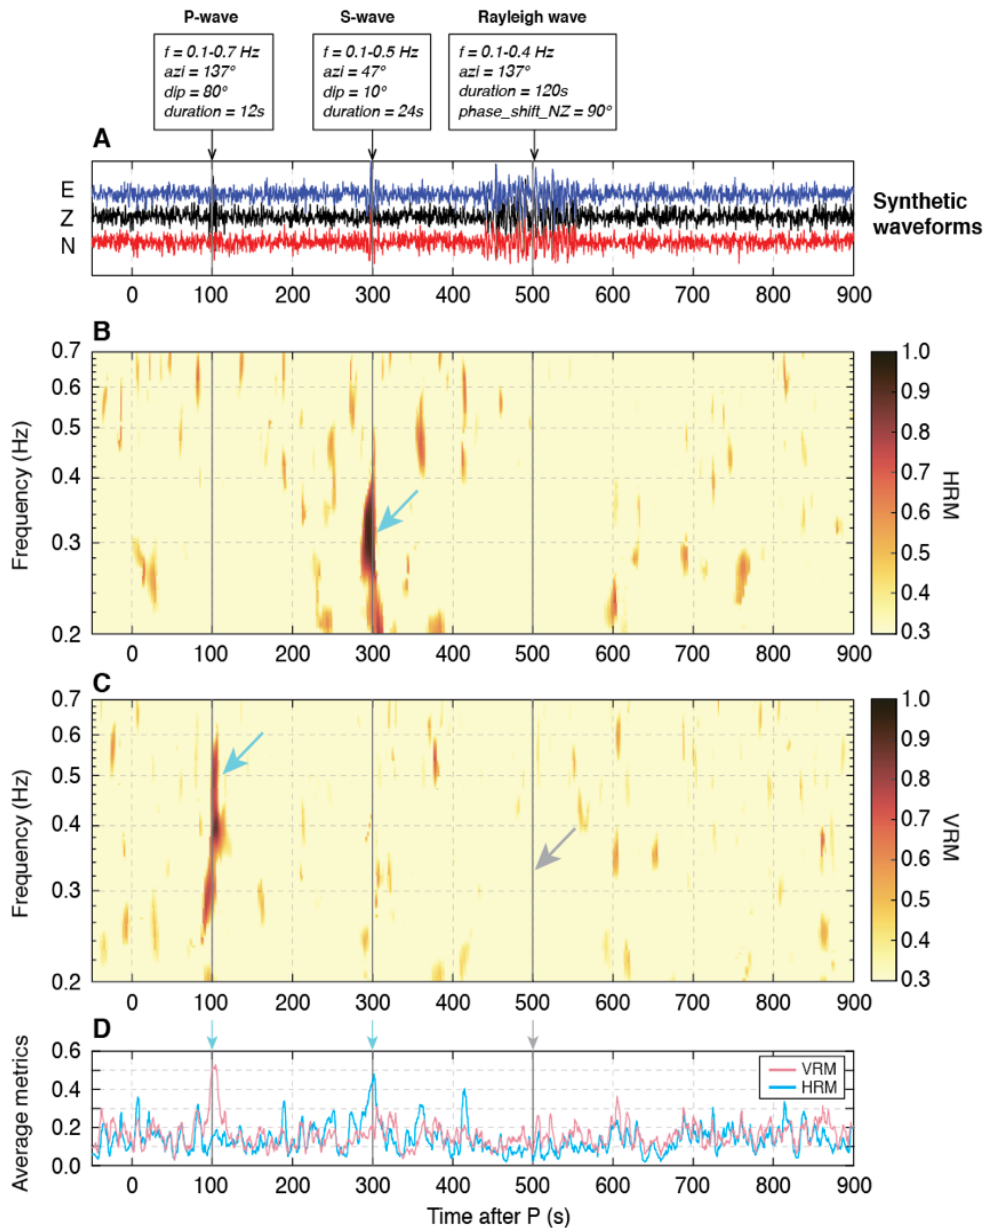 P-wave
S-wave
Rayleigh wave
f = 0.1-0.7 Hz
azi = 137°
dip = 80°
duration = 12s
f = 0.1-0.5 Hz
azi = 47°
dip = 10°
duration = 24s
f = 0.1-0.4 Hz
azi = 137°
duration = 120s
phase_shift_NZ = 90°
A
E
Z
N
Synthetic
waveforms
0 100 200 300 400 500 600 700 800 900
B
Frequency (Hz)
0.7
0.6
0.5
0.4
0.3
0.2
0 100 200 300 400 500 600 700 800 900
1.0
0.9
0.8
0.7
0.6
0.5
0.4
0.3
HRM
C
Frequency (Hz)
0.7
0.6
0.5
0.4
0.3
0.2
0 100 200 300 400 500 600 700 800 900
1.0
0.9
0.8
0.7
0.6
0.5
0.4
0.3
VRM
D
Average metrics
0.6
0.4
0.2
0.0
VRM
HRM
0 100 200 300 400 500 600 700 800 900
Time after P (s)